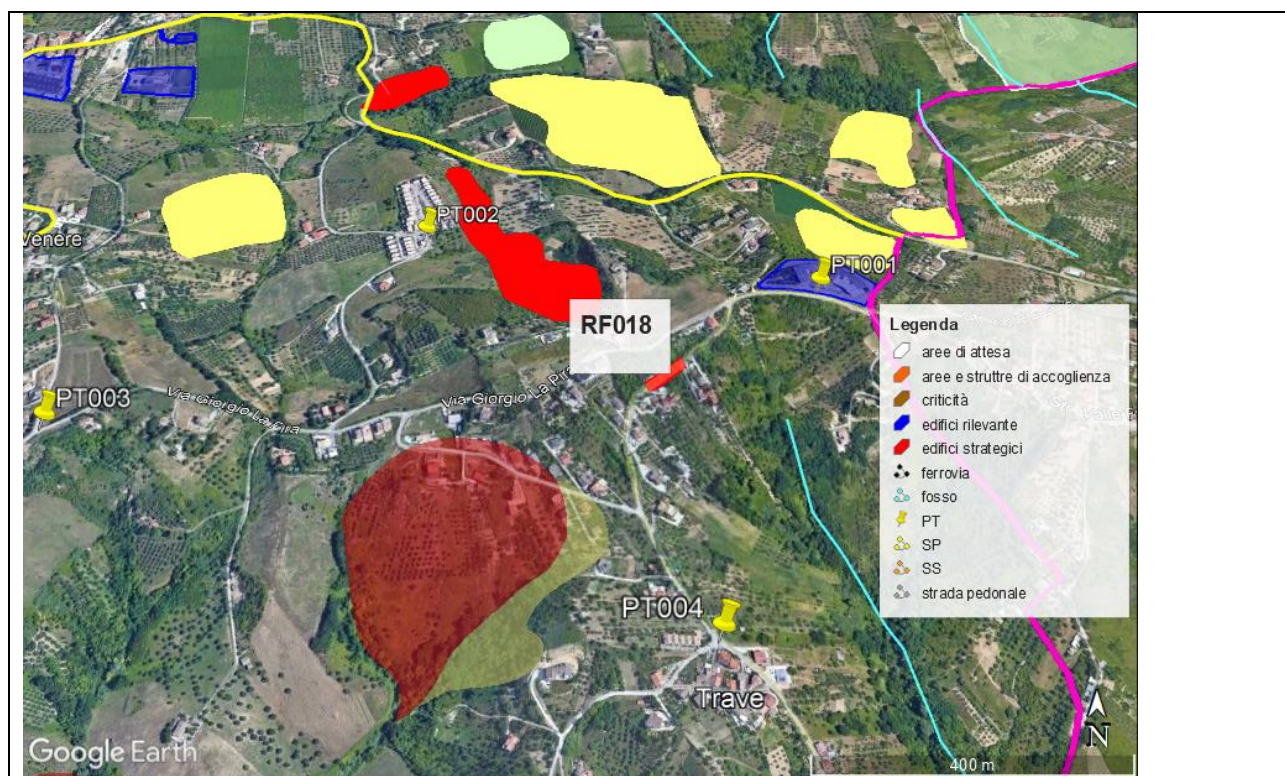 PT002
Venere
PT001
RF018
PT003
Via Giorgio La Pira
Via Giorgio La Pira
Legenda
aree di attesa
aree e struttre di accoglienza
criticità
edifici rilevante
edifici strategici
ferrovia
fosso
PT
SP
SS
strada pedonale
PT004
Trave
N
Google Earth
400 m